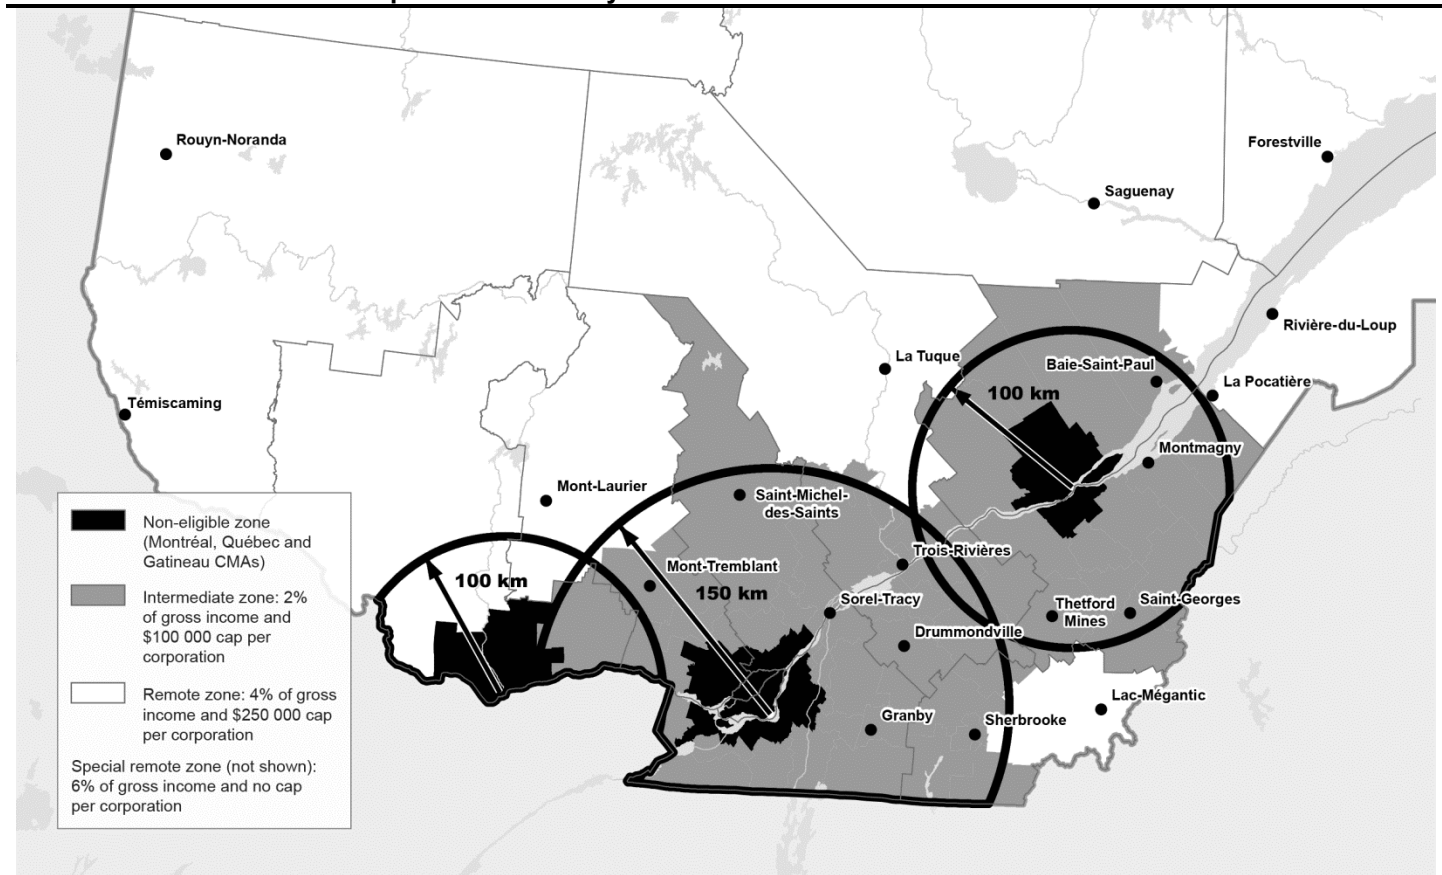 Rouyn-Noranda
Forestville
Saguenay
Rivière-du-Loup
La Tuque
Baie-Saint-Paul
La Pocatière
100 km
Témiscaming
Montmagny
Mont-Laurier
Saint-Michel-
des-Saints
Trois-Rivières
Mont-Tremblant
100 km
150 km
Sorel-Tracy
Thetford
Mines
Saint-Georges
Drummondville
Lac-Mégantic
Granby
Sherbrooke
Non-eligible zone
(Montréal, Québec and
Gatineau CMAs)
Intermediate zone: 2%
of gross income and
$100 000 cap per
corporation
Remote zone: 4% of gross
income and $250 000 cap
per corporation
Special remote zone (not shown):
6% of gross income and no cap
per corporation